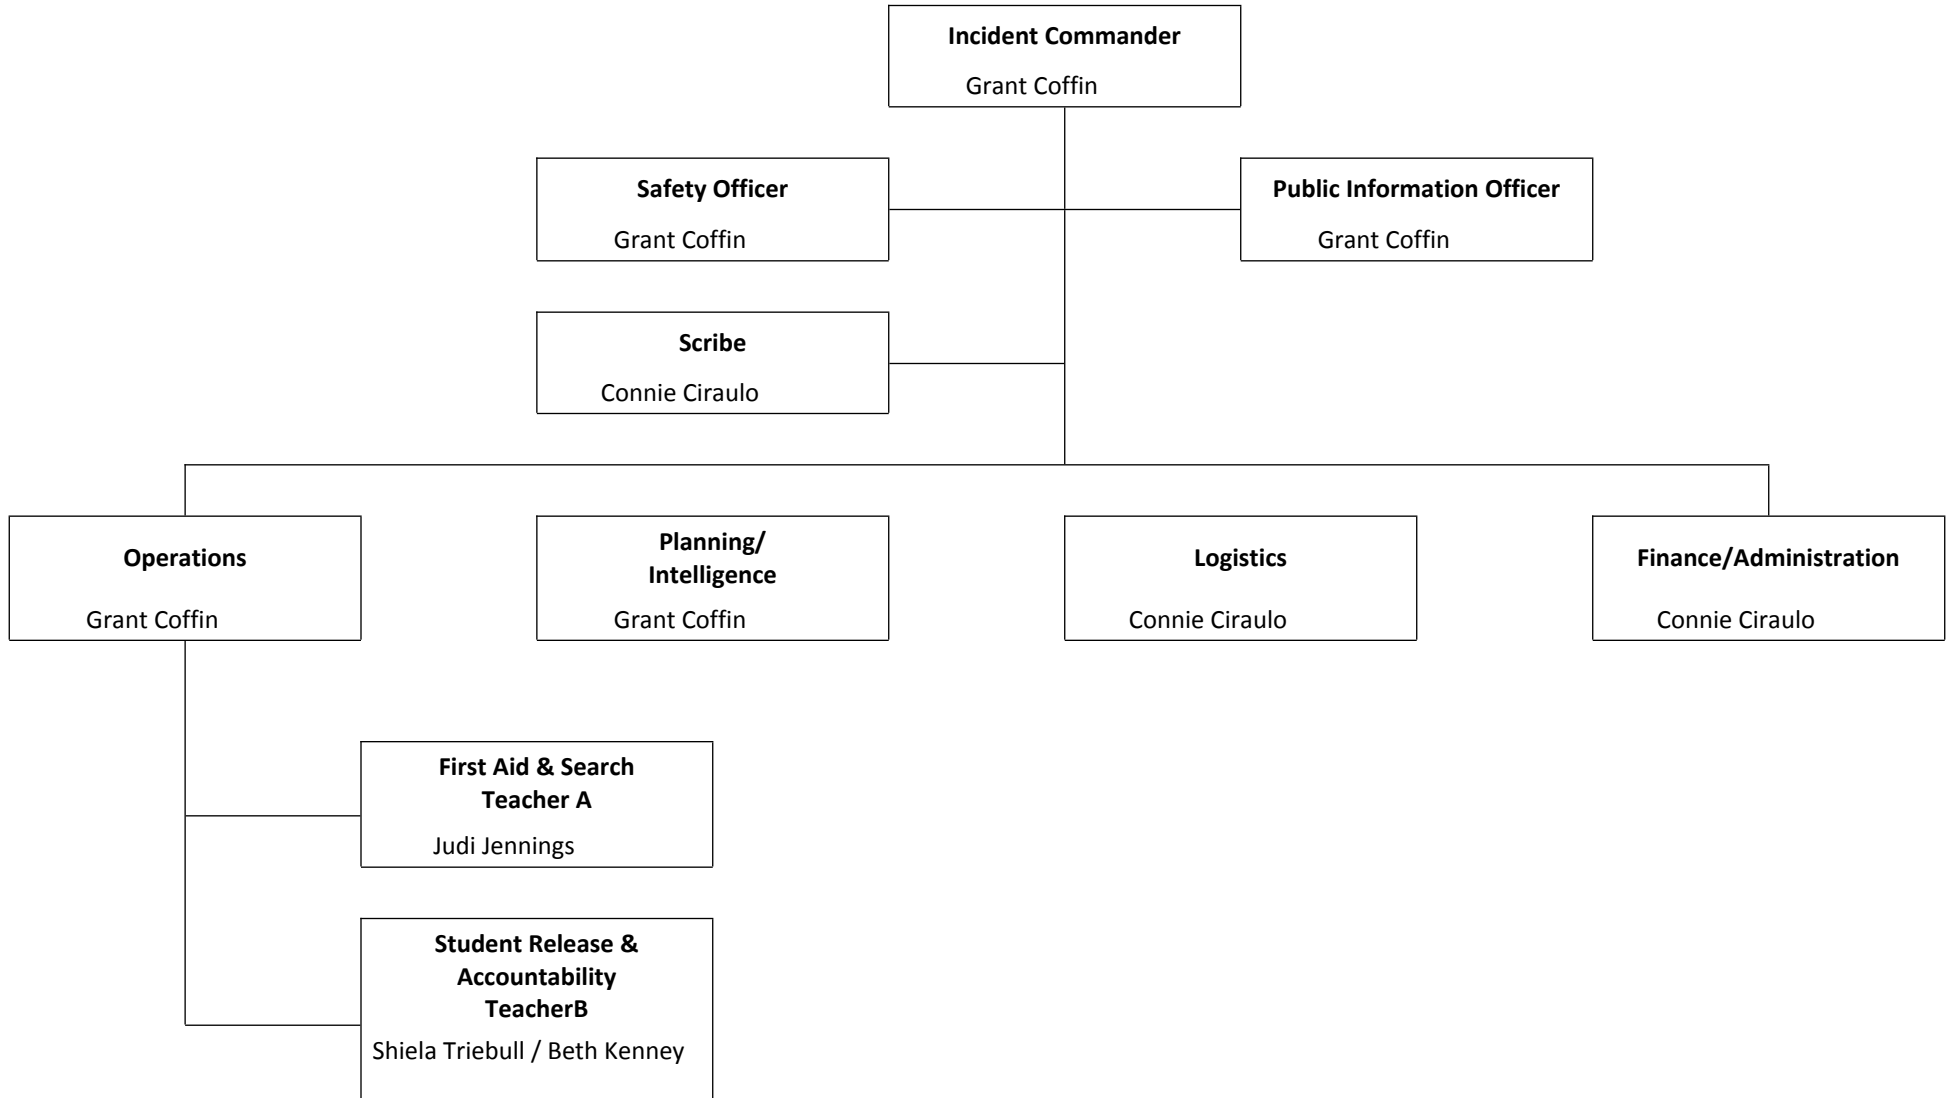 Incident Commander
Grant Coffin
Safety Officer
Grant Coffin
Public Information Officer
Grant Coffin
Scribe
Connie Ciraulo
Operations
Grant Coffin
Planning/
Intelligence
Grant Coffin
Logistics
Connie Ciraulo
Finance/Administration
Connie Ciraulo
First Aid & Search
Teacher A
Judi Jennings
Student Release &
Accountability
TeacherB
Shiela Triebull / Beth Kenney